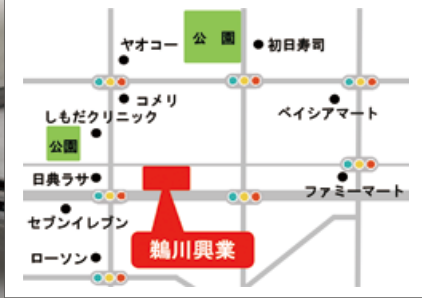 公園
ヤオコー
初日寿司
コメリ
ベイシアマート
しもだクリニック
公園
日典ラサ
ファミーマート
セブンイレブン
鵜川興業
ローソン